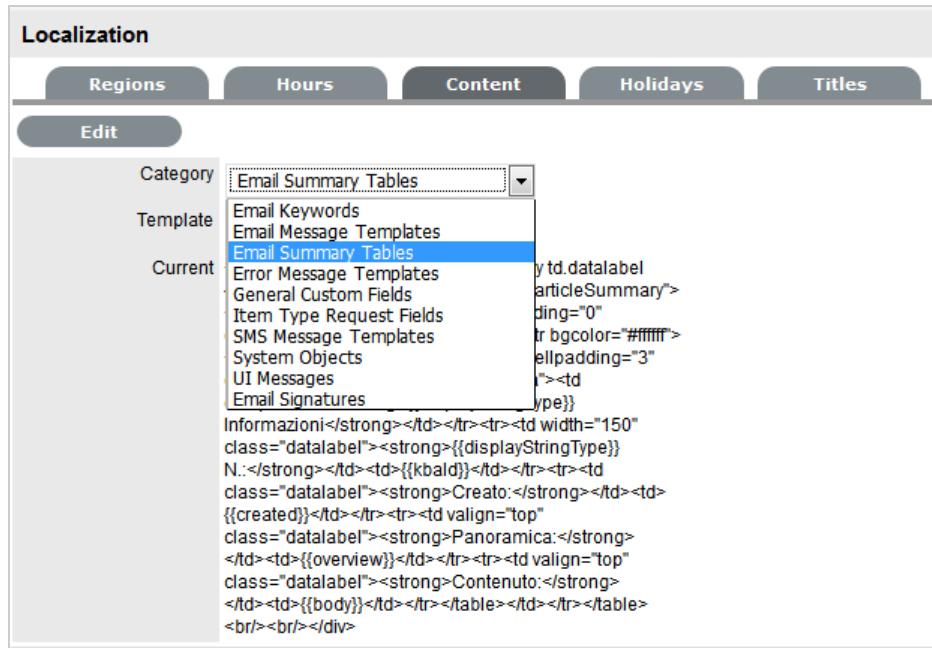 Localization
Regions Hours Content Holidays Titles
Edit
Category Email Summary Tables
Email Keywords
Template Email Message Templates
Email Summary Tables
Current y td.datalabel
Error Message Templates articleSummary">
General Custom Fields ding="0"
Item Type Request Fields tr bgcolor="#ffffff">
SMS Message Templates ellpadding="3"
System Objects "><td
UI Messages ype}}
Email Signatures
Informazioni</strong></td></tr><tr><td width="150"
class="datalabel"><strong>{{displayStringType}}
N.:</strong></td><td>{{kbaId}}</td></tr><tr><td
class="datalabel"><strong>Creato:</strong></td><td>
{{created}}</td></tr><tr><td valign="top"
class="datalabel"><strong>Panoramica:</strong>
</td><td>{{overview}}</td></tr><tr><td valign="top"
class="datalabel"><strong>Contenuto:</strong>
</td><td>{{body}}</td></tr></table></td></tr></table>
<br/><br/></div>